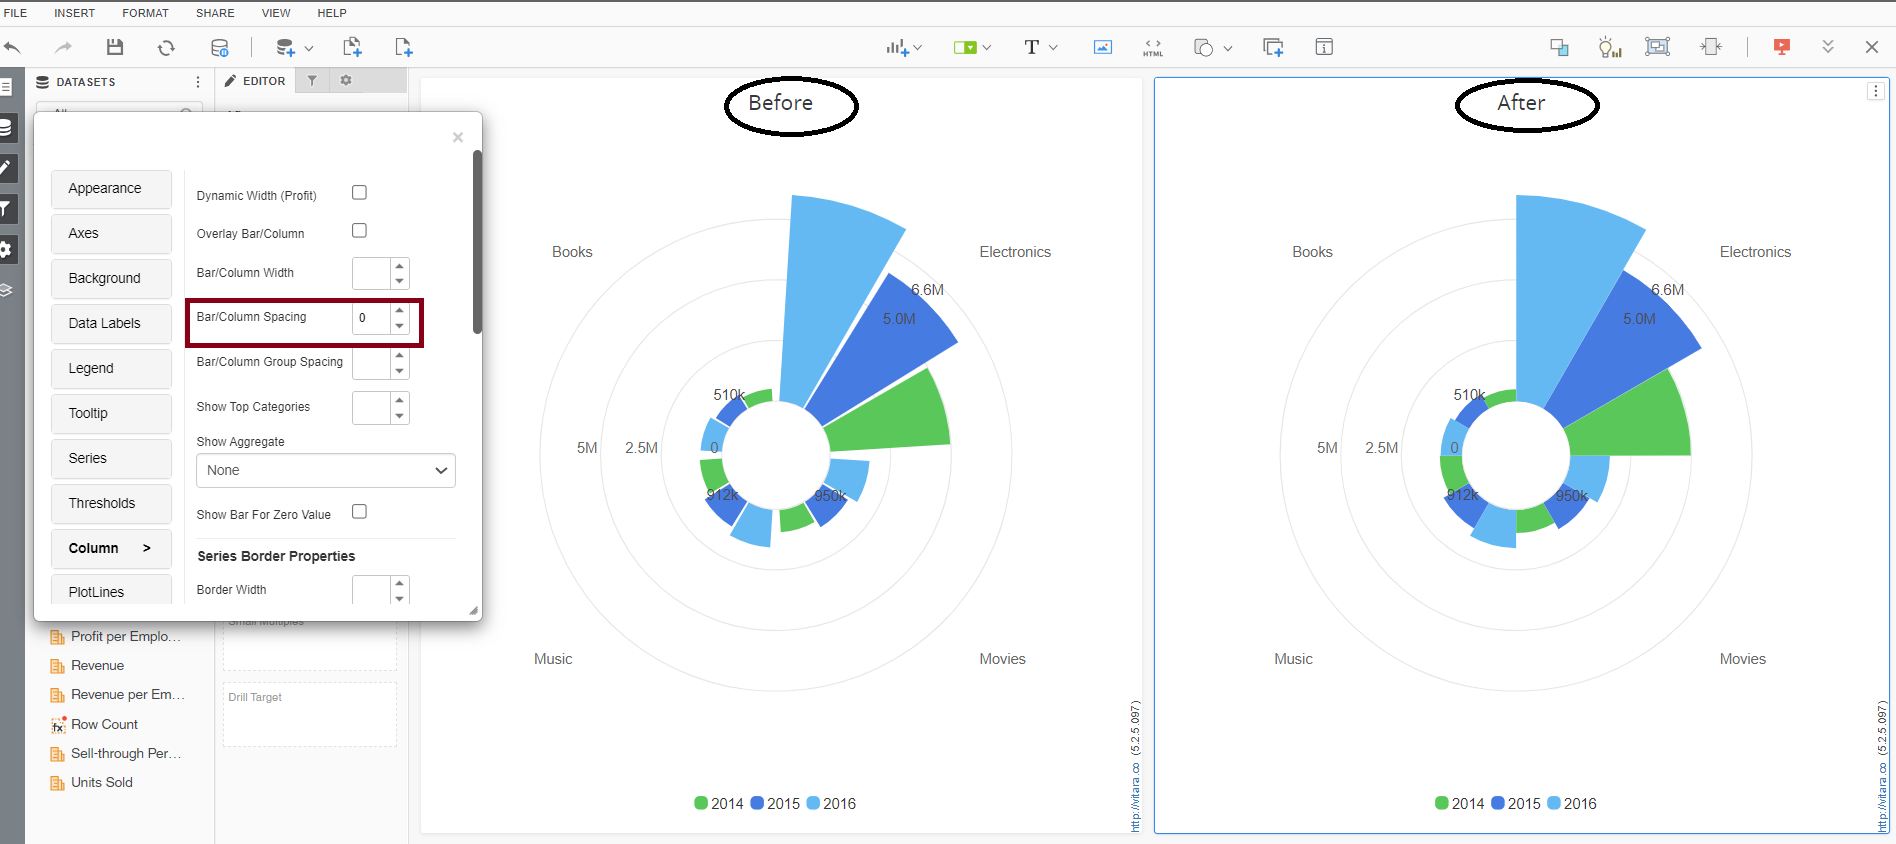 FILE INSERT FORMAT SHARE VIEW HELP
T
HTML
DATASETS
EDITOR
Appearance
Axes
Background
Data Labels
Legend
Tooltip
Series
Thresholds
Column >
PlotLines
Dynamic Width (Profit)
Overlay Bar/Column
Bar/Column Width
Bar/Column Spacing 0
Bar/Column Group Spacing
Show Top Categories
Show Aggregate
None
Show Bar For Zero Value
Series Border Properties
Border Width
Profit per Emplo...
Revenue
Revenue per Em...
fx Row Count
Sell-through Per...
Units Sold
Small Multiples
Drill Target
Before
Books
Electronics
6.6M
5.0M
510k
5M 2.5M 0
912k
950k
Music
Movies
2014 2015 2016
http://vitara.co (5.2.5.097)
After
Books
Electronics
6.6M
5.0M
510k
5M 2.5M 0
912k
950k
Music
Movies
2014 2015 2016
http://vitara.co (5.2.5.097)